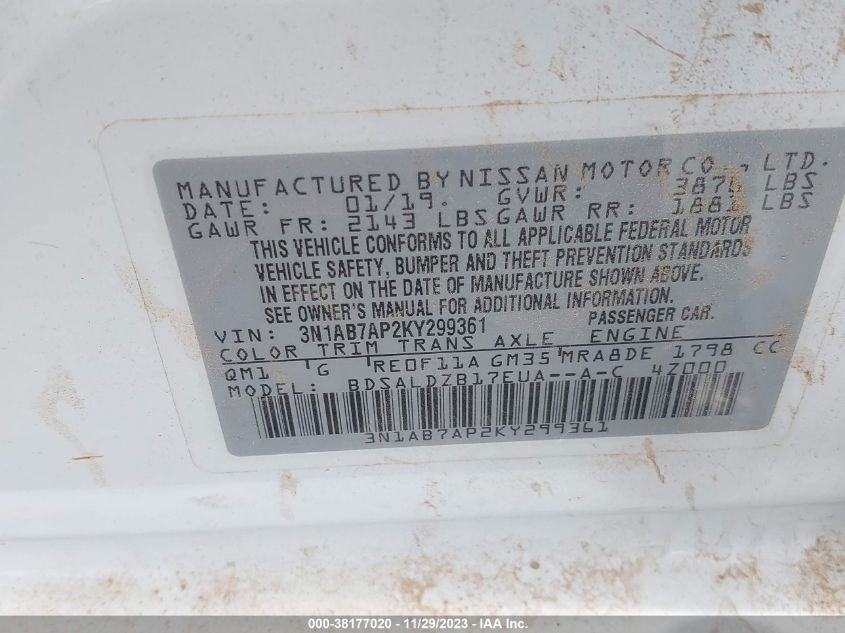 MANUFACTURED BY NISSAN MOTOR CO., LTD.
DATE: 01/19. GVWR: 3876 LBS
GAWR FR: 2143 LBS GAWR RR: 1881 LBS
THIS VEHICLE CONFORMS TO ALL APPLICABLE FEDERAL MOTOR
VEHICLE SAFETY, BUMPER AND THEFT PREVENTION STANDARDS
IN EFFECT ON THE DATE OF MANUFACTURE SHOWN ABOVE.
SEE OWNER'S MANUAL FOR ADDITIONAL INFORMATION.
VIN: 3N1AB7AP2KY299361 PASSENGER CAR.
COLOR TRIM TRANS AXLE ENGINE
QM1 G RE0F11A GM35 MRA8DE 1798 CC
MODEL: BDSALDZB17EUA--A-C 4Z000
3N1AB7AP2KY299361
000-38177020 - 11/29/2023 - IAA Inc.